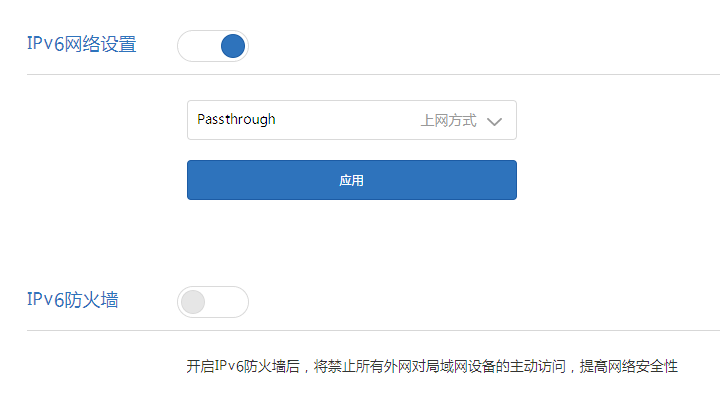 IPv6网络设置
Passthrough 上网方式
应用
IPv6防火墙
开启IPv6防火墙后，将禁止所有外网对局域网设备的主动访问，提高网络安全性